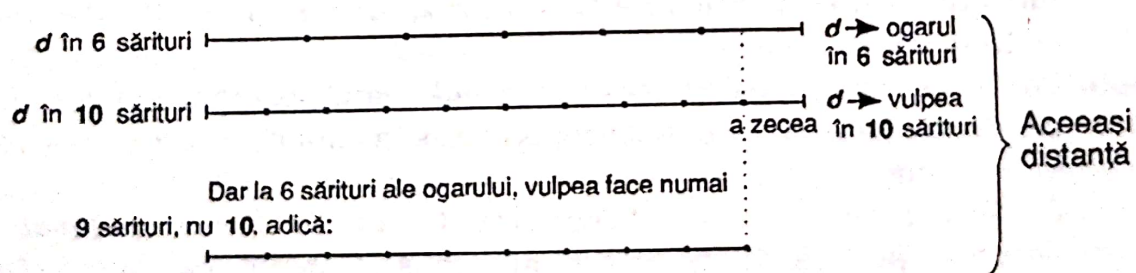 d în 6 sărituri
d → ogarul
în 6 sărituri
d în 10 sărituri
d → vulpea
a zecea în 10 sărituri
Aceeași
distanță
Dar la 6 sărituri ale ogarului, vulpea face numai
9 sărituri, nu 10, adică: